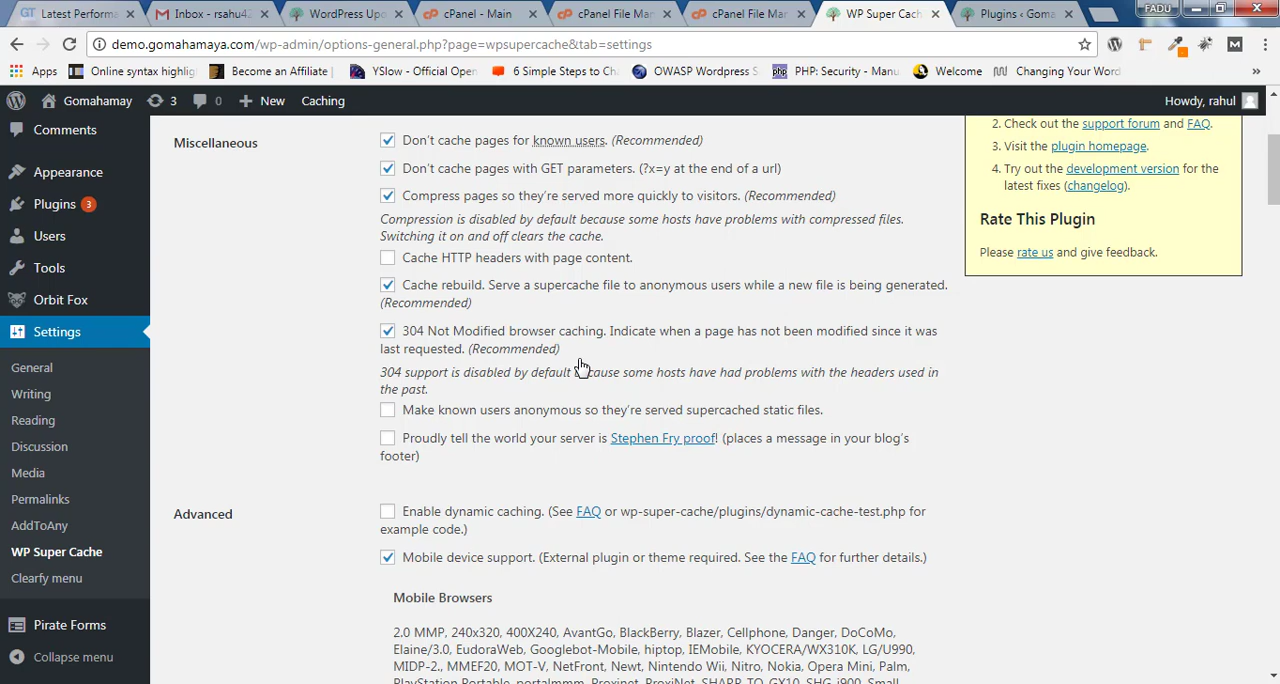 Latest Performa
Inbox - rsahu42
WordPress Upo
cPanel - Main
cPanel File Man
cPanel File Man
WP Super Cach
Plugins ‹ Goma
FADU
demo.gomahamaya.com/wp-admin/options-general.php?page=wpsupercache&tab=settings
Apps
Online syntax highlig
Become an Affiliate |
YSlow - Official Open
6 Simple Steps to Ch
OWASP Wordpress S
PHP: Security - Manu
Welcome
Changing Your Word
»
Gomahamay
3
0
New
Caching
Howdy, rahul
Comments
Appearance
Plugins 3
Users
Tools
Orbit Fox
Settings
General
Writing
Reading
Discussion
Media
Permalinks
AddToAny
WP Super Cache
Clearfy menu
Pirate Forms
Collapse menu
Miscellaneous
Don't cache pages for known users. (Recommended)
Don't cache pages with GET parameters. (?x=y at the end of a url)
Compress pages so they're served more quickly to visitors. (Recommended)
Compression is disabled by default because some hosts have problems with compressed files.
Switching it on and off clears the cache.
Cache HTTP headers with page content.
Cache rebuild. Serve a supercache file to anonymous users while a new file is being generated.
(Recommended)
304 Not Modified browser caching. Indicate when a page has not been modified since it was
last requested. (Recommended)
304 support is disabled by default because some hosts have had problems with the headers used in
the past.
Make known users anonymous so they're served supercached static files.
Proudly tell the world your server is Stephen Fry proof! (places a message in your blog's
footer)
Advanced
Enable dynamic caching. (See FAQ or wp-super-cache/plugins/dynamic-cache-test.php for
example code.)
Mobile device support. (External plugin or theme required. See the FAQ for further details.)
Mobile Browsers
2.0 MMP, 240x320, 400X240, AvantGo, BlackBerry, Blazer, Cellphone, Danger, DoCoMo,
Elaine/3.0, EudoraWeb, Googlebot-Mobile, hiptop, IEMobile, KYOCERA/WX310K, LG/U990,
MIDP-2., MMEF20, MOT-V, NetFront, Newt, Nintendo Wii, Nitro, Nokia, Opera Mini, Palm,
PlayStation Portable, portalmmm, Proxinet, ProxiNet, SHARP-TQ-GX10, SHG-i900, Small,
2. Check out the support forum and FAQ.
3. Visit the plugin homepage.
4. Try out the development version for
the latest fixes (changelog).
Rate This Plugin
Please rate us and give feedback.